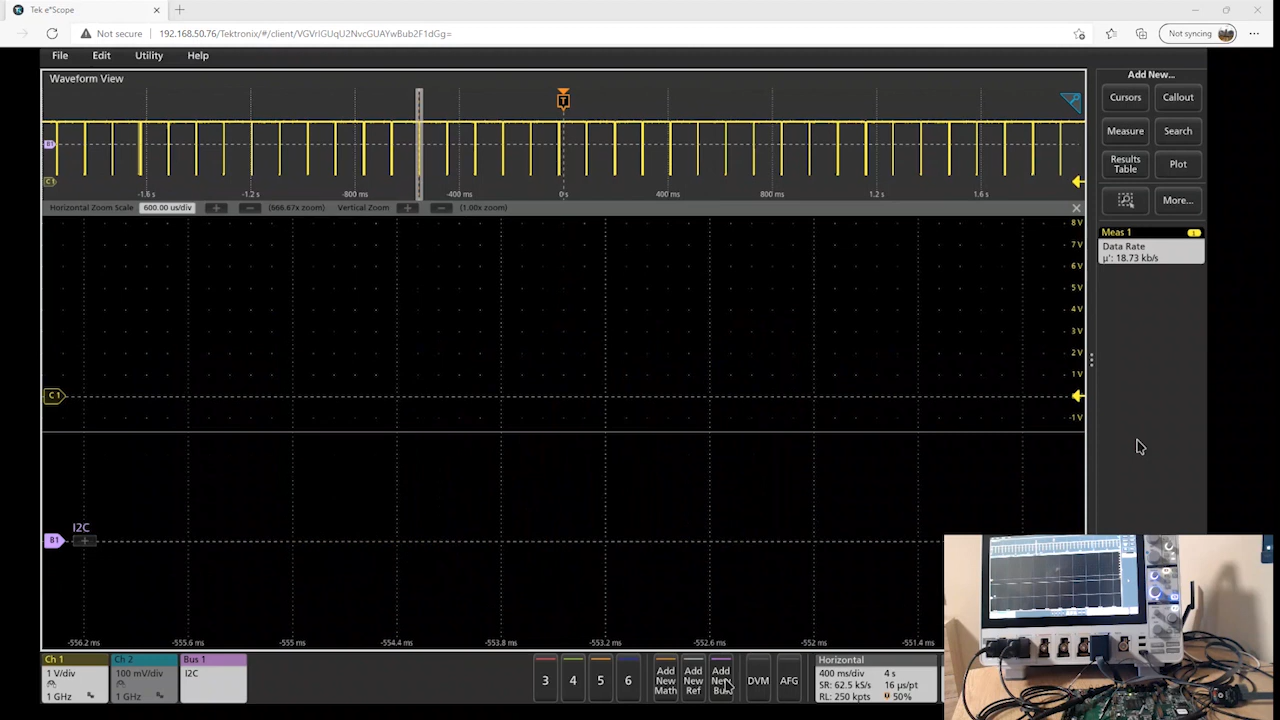 Tek e*Scope
Not secure
192.168.50.76/Tektronix/#/client/VGVrIGUqU2NvcGUAYwBub2F1dGg=
Not syncing
File Edit Utility Help
Waveform View
Add New...
Cursors Callout
Measure Search
Results Table Plot
More...
T
B1
C1
-1.6 s -1.2 s -800 ms -400 ms 0 s 400 ms 800 ms 1.2 s 1.6 s
Horizontal Zoom Scale 600.00 us/div + – (666.67x zoom) Vertical Zoom + – (1.00x zoom)
Meas 1 1
Data Rate
µ': 18.73 kb/s
8 V
7 V
6 V
5 V
4 V
3 V
2 V
1 V
C 1
-1 V
I2C
B1 +
-556.2 ms -555.6 ms -555 ms -554.4 ms -553.8 ms -553.2 ms -552.6 ms -552 ms -551.4 ms
Ch 1
1 V/div
1 GHz
Ch 2
100 mV/div
1 GHz
Bus 1
I2C
3 4 5 6
Add New Math
Add New Ref
Add New Bus
DVM
AFG
Horizontal
400 ms/div 4 s
SR: 62.5 kS/s 16 µs/pt
RL: 250 kpts 50%